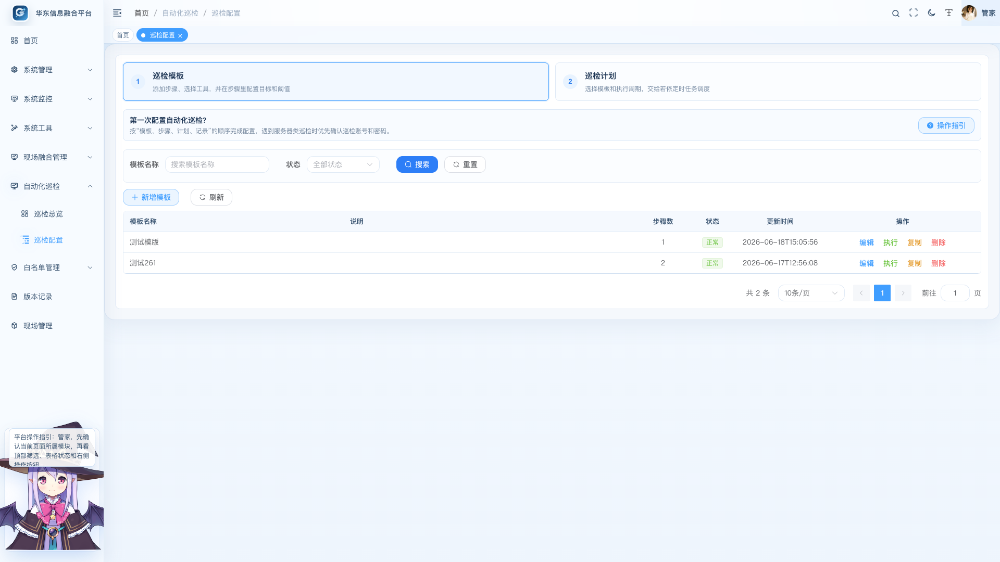 华东信息融合平台
首页 / 自动化巡检 / 巡检配置
管家
首页
巡检配置
首页
系统管理
系统监控
系统工具
现场融合管理
自动化巡检
巡检总览
巡检配置
白名单管理
版本记录
现场管理
1
巡检模板
添加步骤、选择工具，并在步骤里配置目标和阈值
2
巡检计划
选择模板和执行周期，交给若依定时任务调度
第一次配置自动化巡检？
按“模板、步骤、计划、记录”的顺序完成配置，遇到服务器类巡检时优先确认巡检账号和密码。
操作指引
模板名称 搜索模板名称 状态 全部状态 搜索 重置
新增模板 刷新
模板名称 说明 步骤数 状态 更新时间 操作
测试模版 1 正常 2026-06-18T15:05:56 编辑 执行 复制 删除
测试261 2 正常 2026-06-17T12:56:08 编辑 执行 复制 删除
共 2 条 10条/页 1 前往 1 页
平台操作指引：管家，先确
认当前页面所属模块，再看
顶部筛选、表格状态和右侧
操作按钮